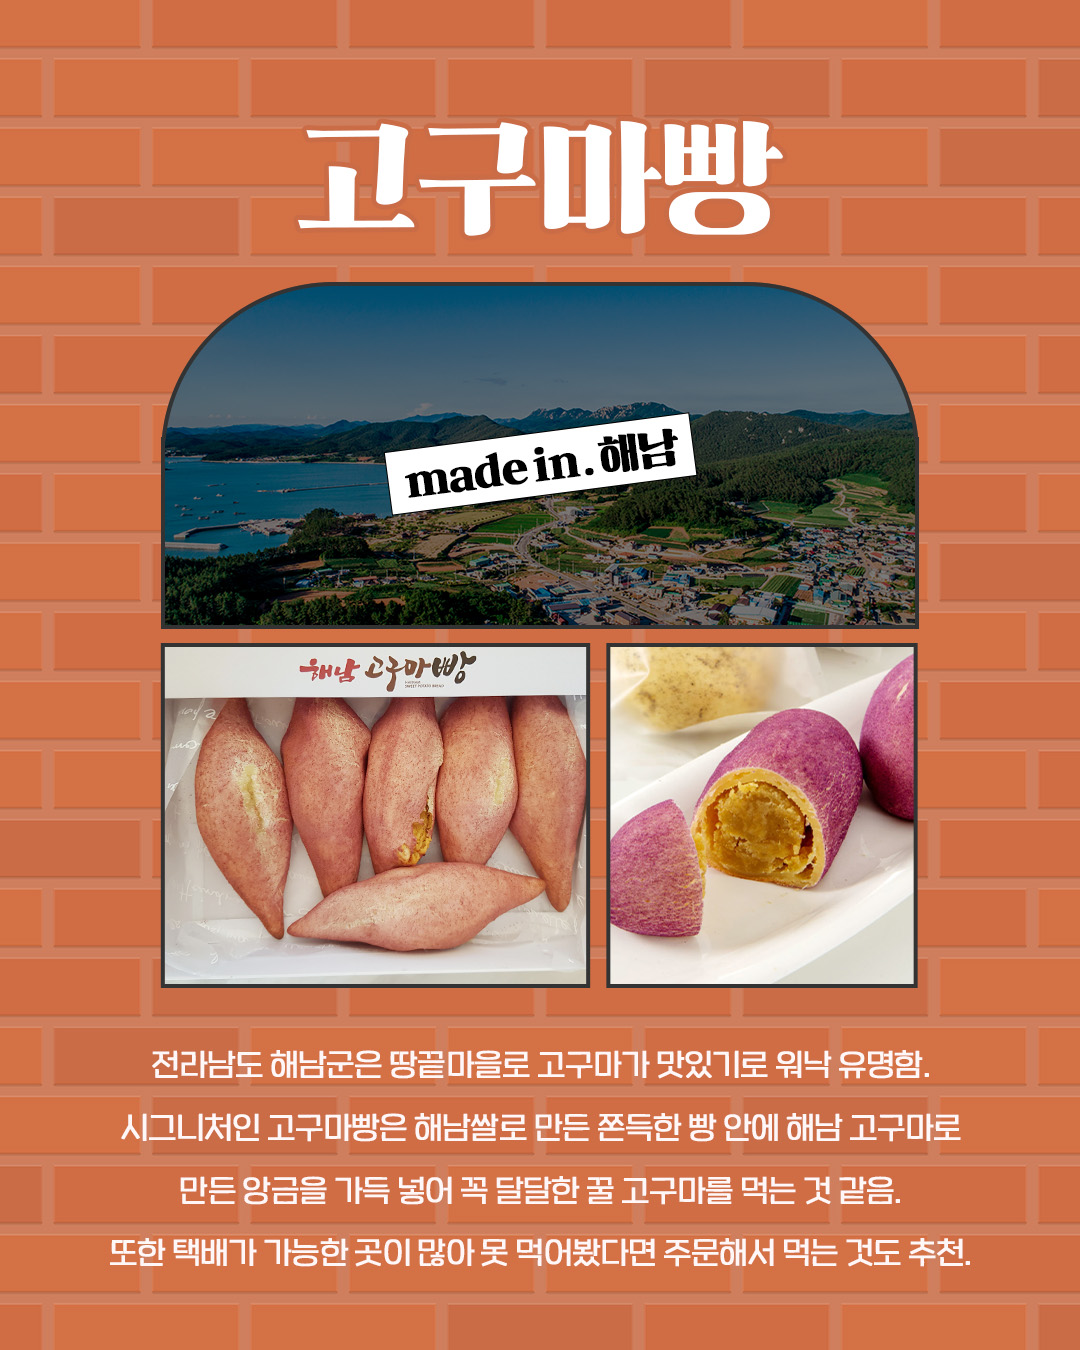 고구마빵
made in. 해남
해남 고구마빵
SWEET POTATO BREAD
전라남도 해남군은 땅끝마을로 고구마가 맛있기로 워낙 유명함.
시그니처인 고구마빵은 해남쌀로 만든 쫀득한 빵 안에 해남 고구마로
만든 앙금을 가득 넣어 꼭 달달한 꿀 고구마를 먹는 것 같음.
또한 택배가 가능한 곳이 많아 못 먹어봤다면 주문해서 먹는 것도 추천.